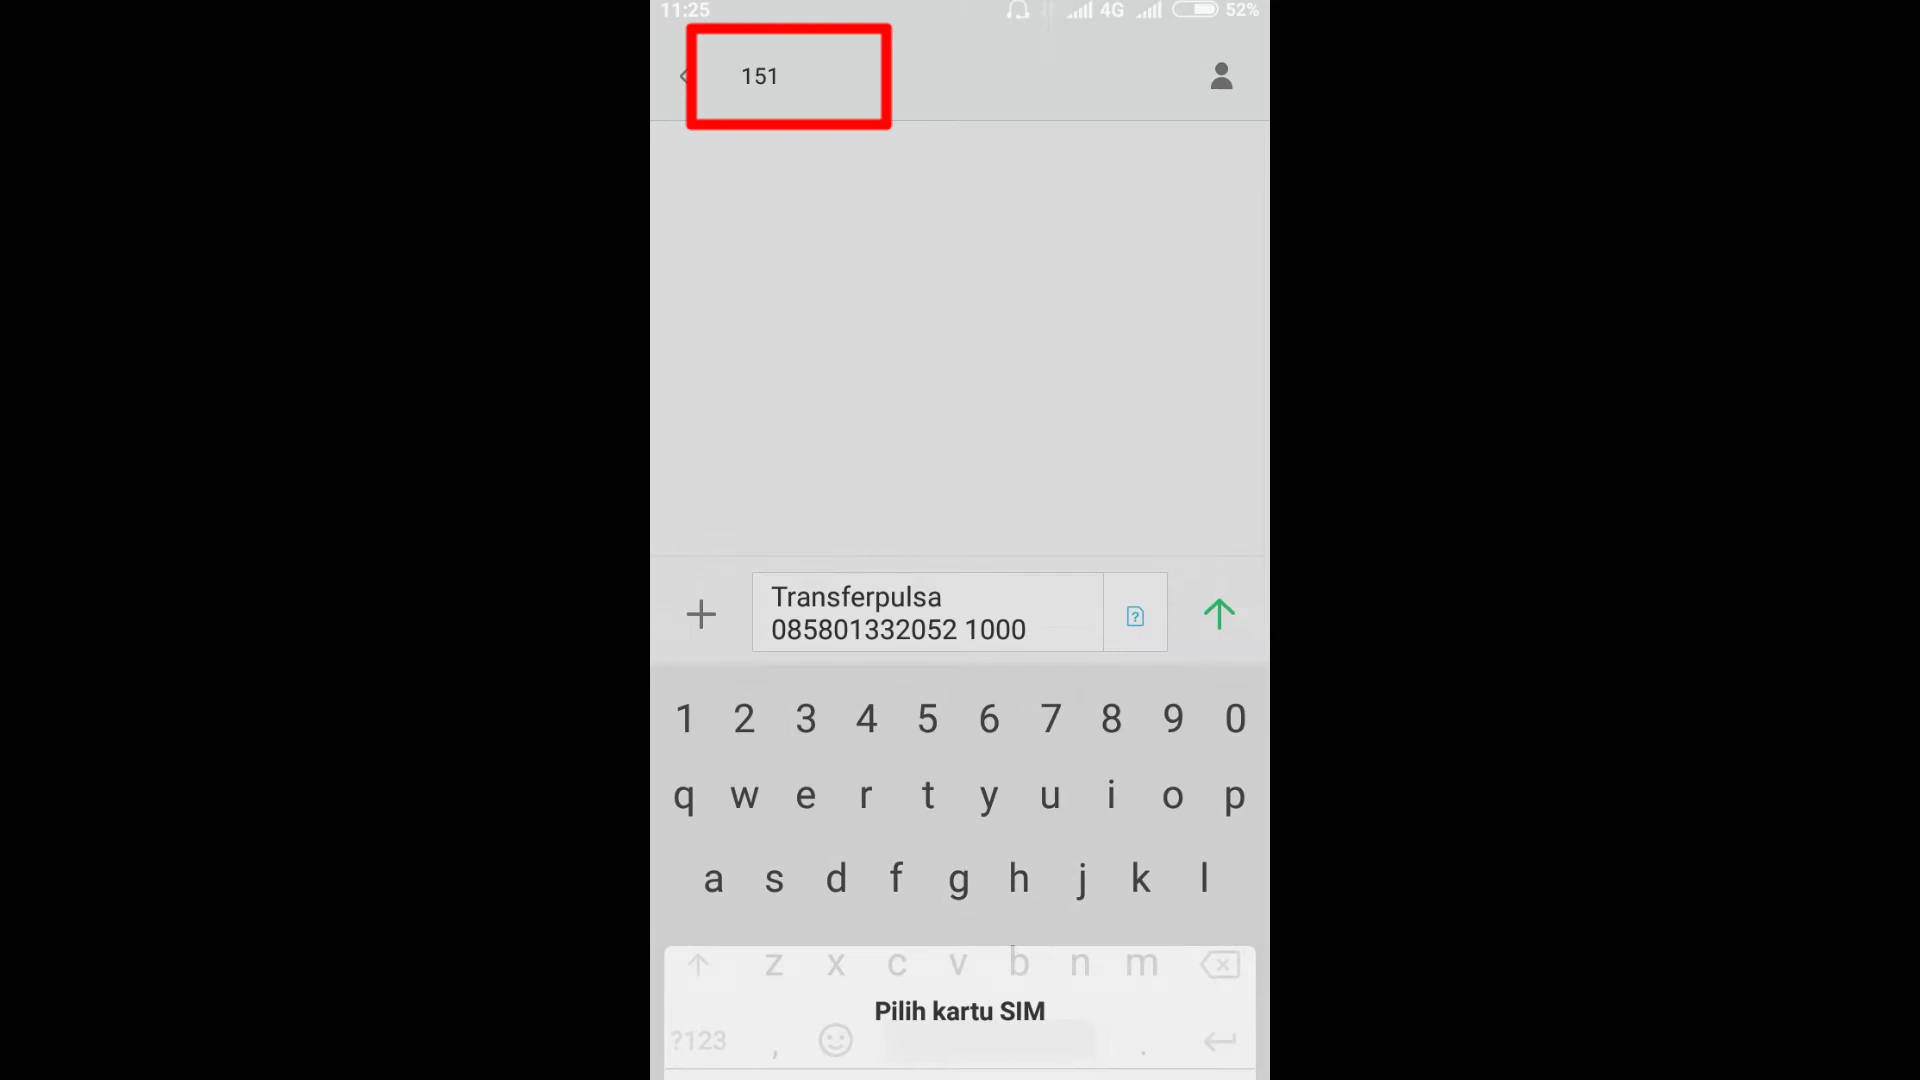 11:25
4G
52%
151
Transferpulsa
085801332052 1000
?
1 2 3 4 5 6 7 8 9 0
q w e r t y u i o p
a s d f g h j k l
z x c v b n m
Pilih kartu SIM
?123 , .